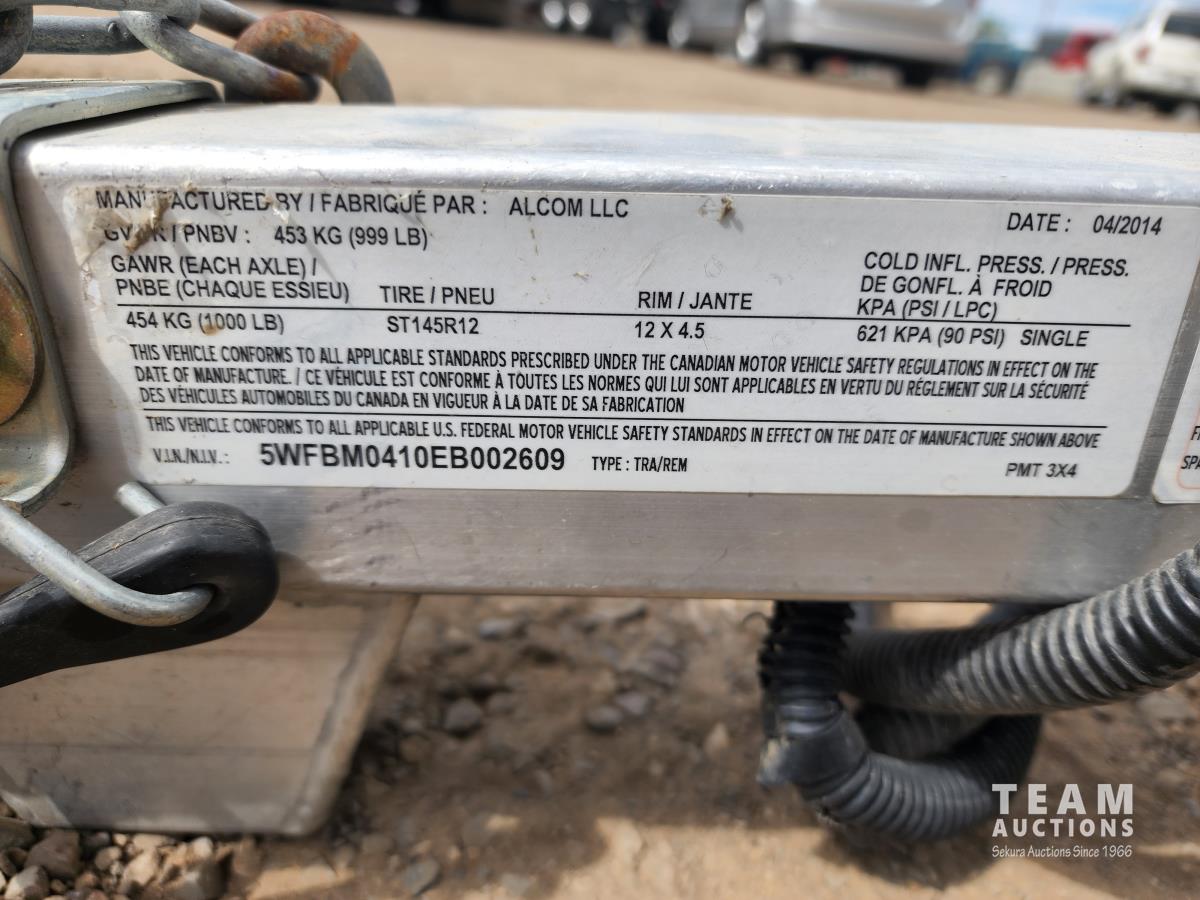 MANUFACTURED BY / FABRIQUÉ PAR : ALCOM LLC
DATE : 04/2014
GVWR / PNBV : 453 KG (999 LB)
GAWR (EACH AXLE) /
PNBE (CHAQUE ESSIEU)
TIRE / PNEU
RIM / JANTE
COLD INFL. PRESS. / PRESS.
DE GONFL. À FROID
KPA (PSI / LPC)
454 KG (1000 LB) ST145R12 12 X 4.5 621 KPA (90 PSI) SINGLE
THIS VEHICLE CONFORMS TO ALL APPLICABLE STANDARDS PRESCRIBED UNDER THE CANADIAN MOTOR VEHICLE SAFETY REGULATIONS IN EFFECT ON THE
DATE OF MANUFACTURE. / CE VÉHICULE EST CONFORME À TOUTES LES NORMES QUI LUI SONT APPLICABLES EN VERTU DU RÉGLEMENT SUR LA SÉCURITÉ
DES VÉHICULES AUTOMOBILES DU CANADA EN VIGUEUR À LA DATE DE SA FABRICATION
THIS VEHICLE CONFORMS TO ALL APPLICABLE U.S. FEDERAL MOTOR VEHICLE SAFETY STANDARDS IN EFFECT ON THE DATE OF MANUFACTURE SHOWN ABOVE
V.I.N./N.I.V.: 5WFBM0410EB002609 TYPE : TRA/REM PMT 3X4
TEAM
AUCTIONS
Sekura Auctions Since 1966